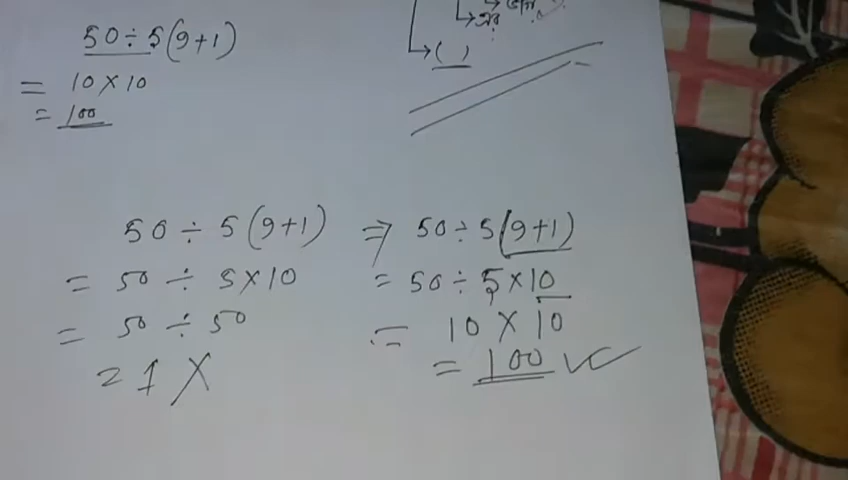 50 ÷ 5(9+1)
= 10 × 10
= 100
→ ( )
50 ÷ 5(9+1)
= 50 ÷ 5×10
= 50 ÷ 50
= 1 ×
⇒ 50 ÷ 5(9+1)
= 50 ÷ 5×10
= 10 × 10
= 100 ✓